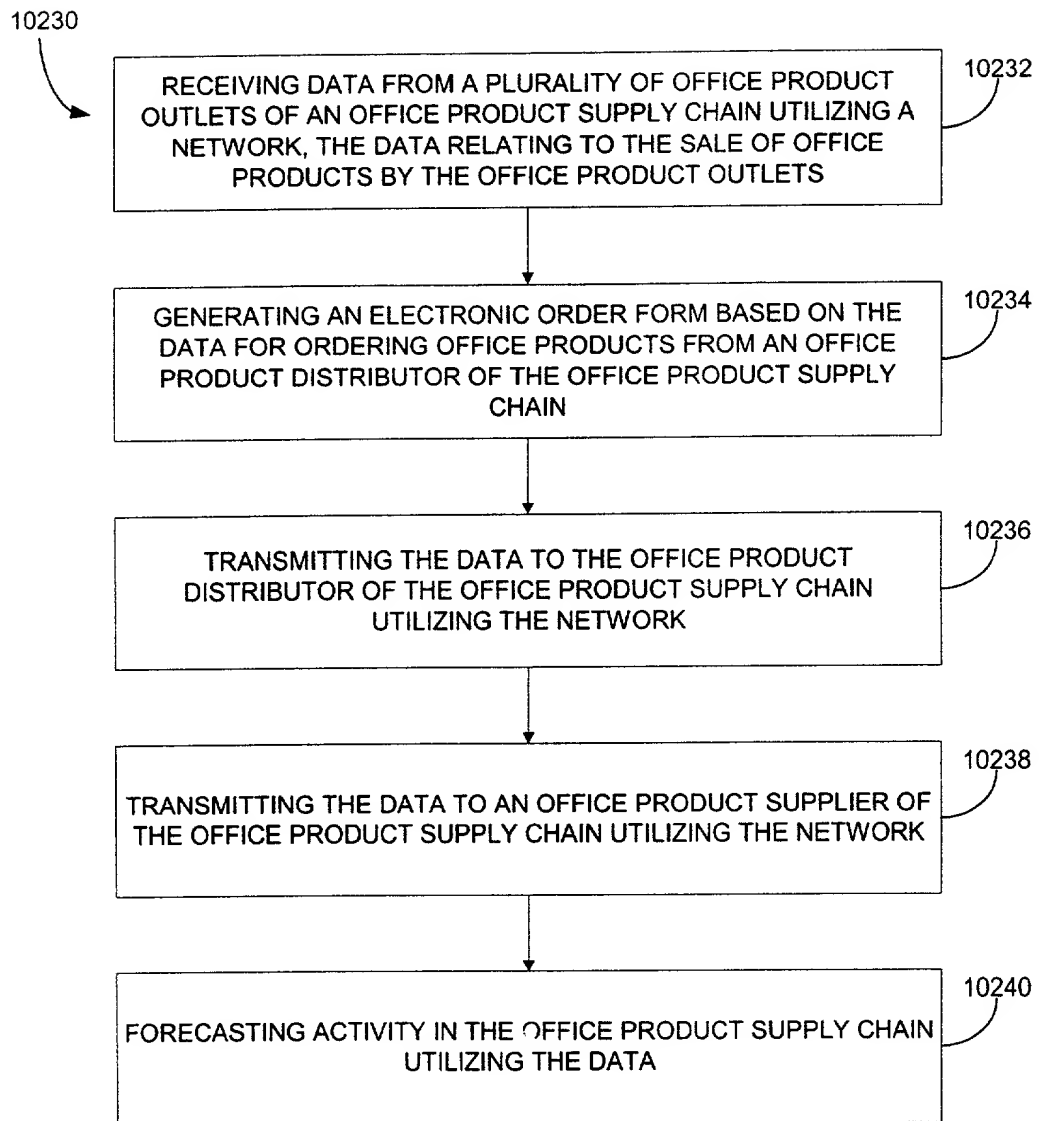 10230
10232
RECEIVING DATA FROM A PLURALITY OF OFFICE PRODUCT
OUTLETS OF AN OFFICE PRODUCT SUPPLY CHAIN UTILIZING A
NETWORK, THE DATA RELATING TO THE SALE OF OFFICE
PRODUCTS BY THE OFFICE PRODUCT OUTLETS
10234
GENERATING AN ELECTRONIC ORDER FORM BASED ON THE
DATA FOR ORDERING OFFICE PRODUCTS FROM AN OFFICE
PRODUCT DISTRIBUTOR OF THE OFFICE PRODUCT SUPPLY
CHAIN
10236
TRANSMITTING THE DATA TO THE OFFICE PRODUCT
DISTRIBUTOR OF THE OFFICE PRODUCT SUPPLY CHAIN
UTILIZING THE NETWORK
10238
TRANSMITTING THE DATA TO AN OFFICE PRODUCT SUPPLIER OF
THE OFFICE PRODUCT SUPPLY CHAIN UTILIZING THE NETWORK
10240
FORECASTING ACTIVITY IN THE OFFICE PRODUCT SUPPLY CHAIN
UTILIZING THE DATA